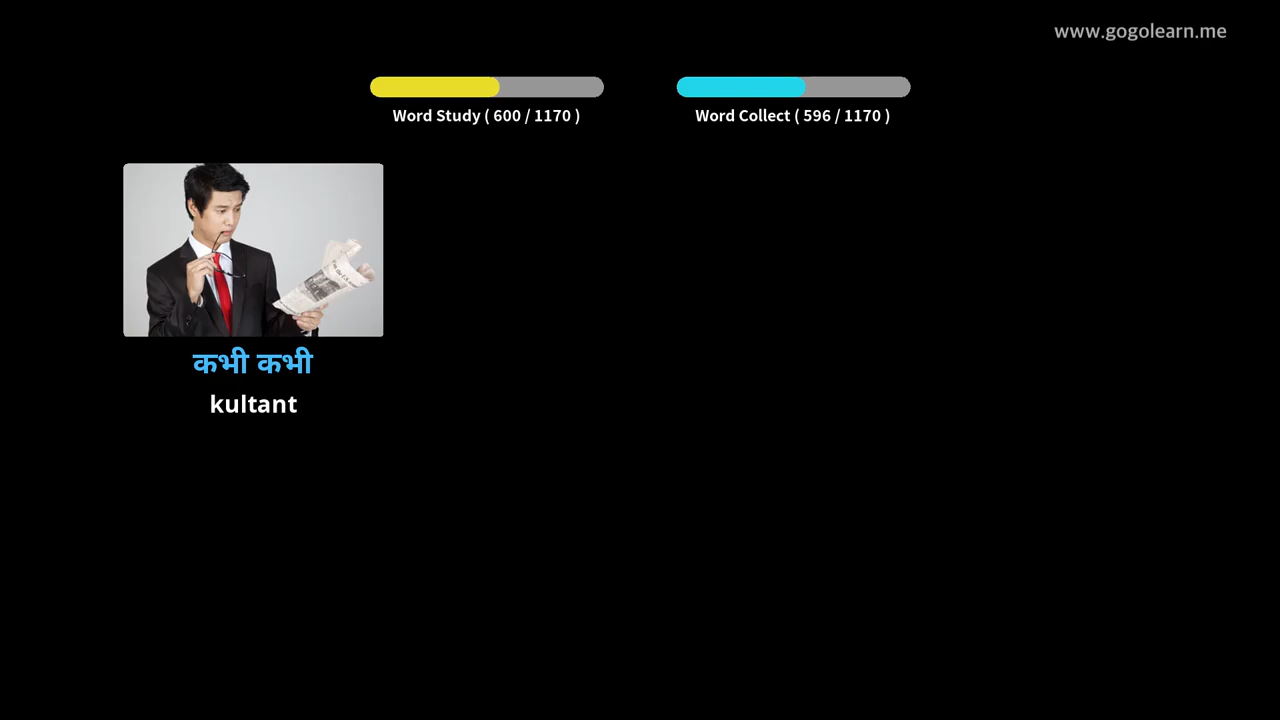 www.gogolearn.me
Word Study ( 600 / 1170 )
Word Collect ( 596 / 1170 )
कभी कभी
kultant